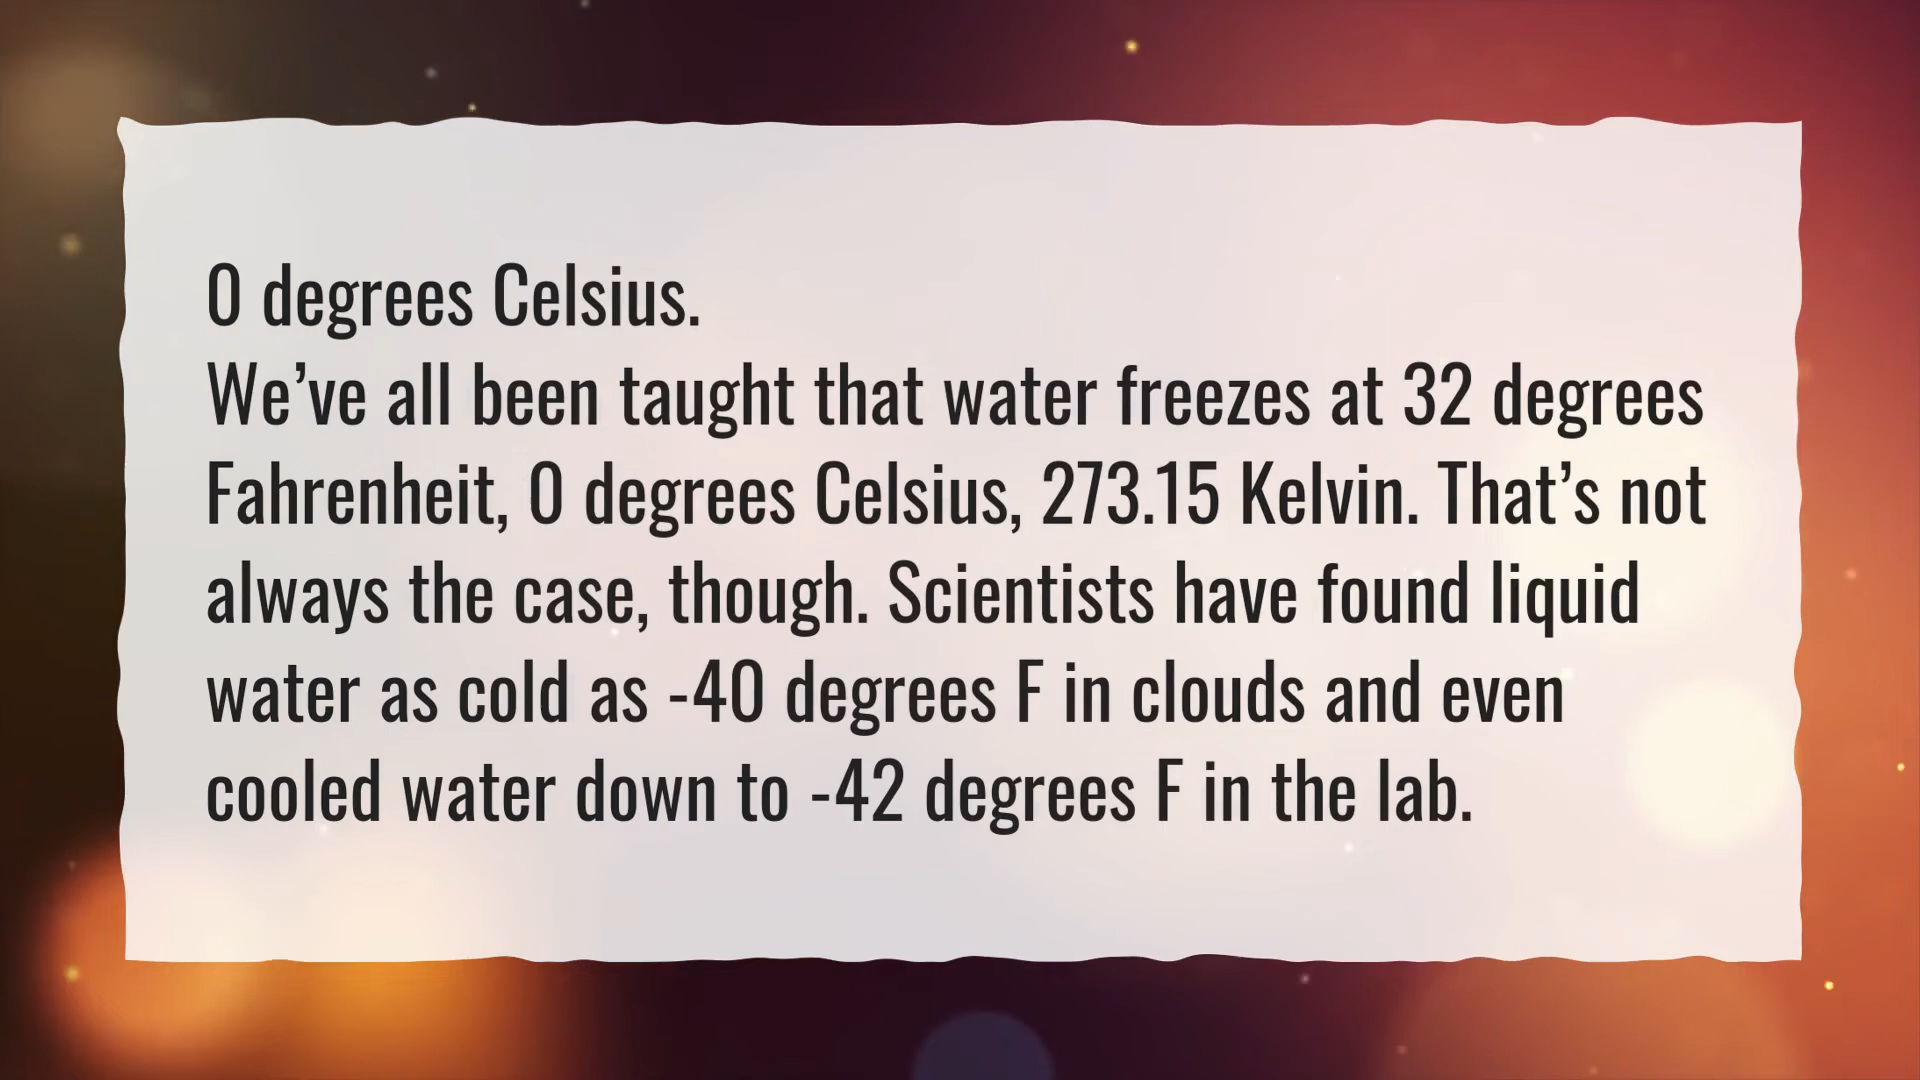 0 degrees Celsius.
We’ve all been taught that water freezes at 32 degrees
Fahrenheit, 0 degrees Celsius, 273.15 Kelvin. That’s not
always the case, though. Scientists have found liquid
water as cold as -40 degrees F in clouds and even
cooled water down to -42 degrees F in the lab.